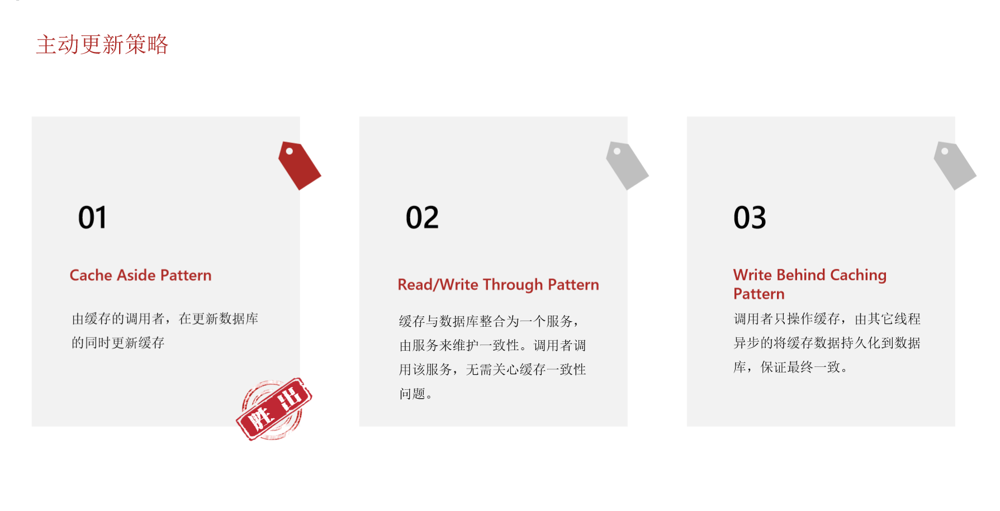 主动更新策略
01
Cache Aside Pattern
由缓存的调用者，在更新数据库
的同时更新缓存
胜出
02
Read/Write Through Pattern
缓存与数据库整合为一个服务，
由服务来维护一致性。调用者调
用该服务，无需关心缓存一致性
问题。
03
Write Behind Caching
Pattern
调用者只操作缓存，由其它线程
异步的将缓存数据持久化到数据
库，保证最终一致。